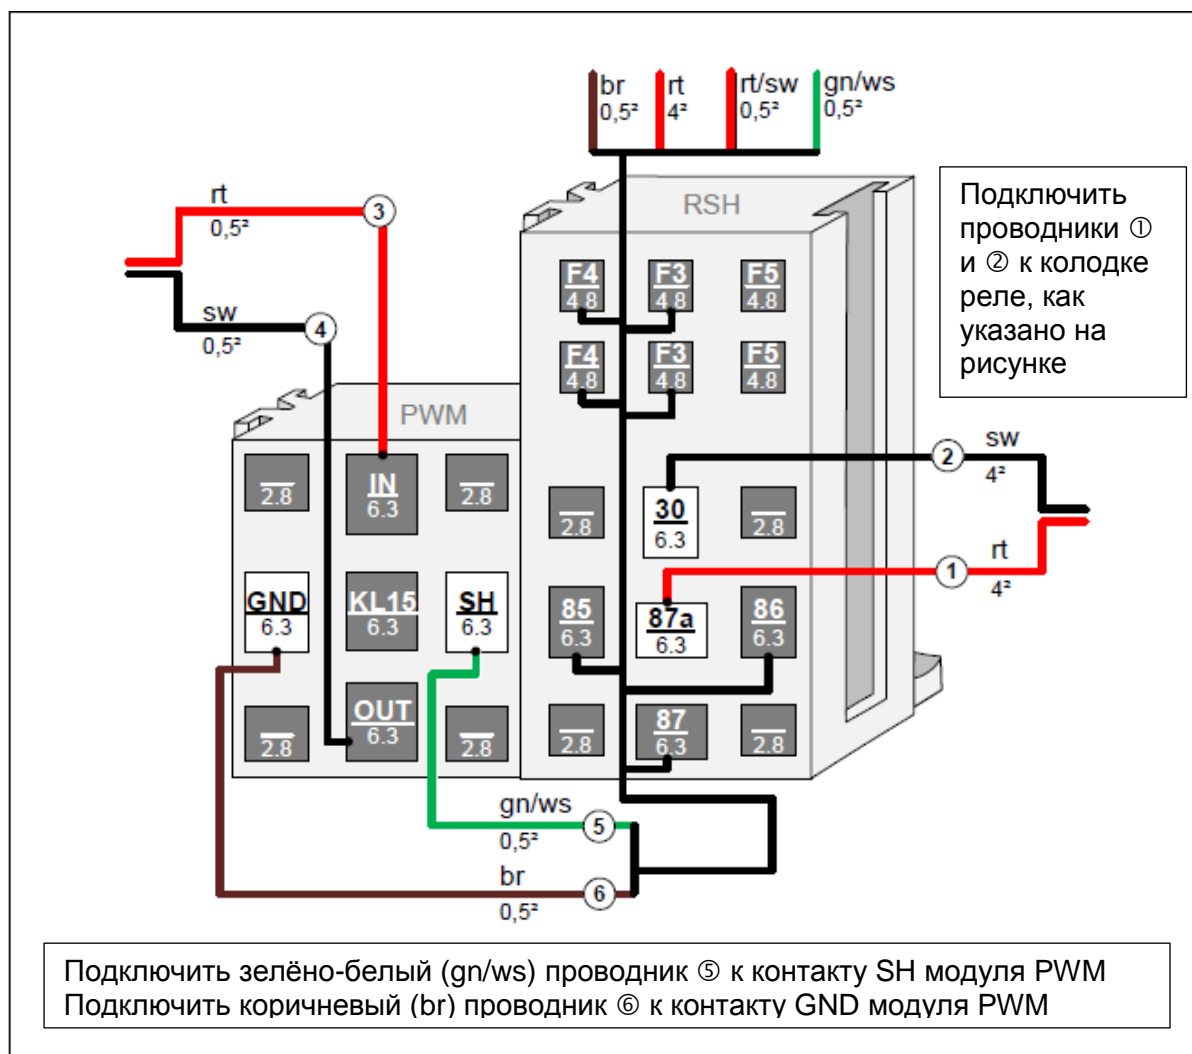 br rt rt/sw gn/ws
0,5² 4² 0,5² 0,5²
rt
0,5²
3
sw
0,5²
4
RSH
Подключить
проводники ①
и ② к колодке
реле, как
указано на
рисунке
F4 F3 F5
4.8 4.8 4.8
F4 F3 F5
4.8 4.8 4.8
PWM
2.8 IN 2.8
6.3
2.8 30 2.8
6.3
2 sw
4²
1 rt
4²
GND KL15 SH
6.3 6.3 6.3
85 87a 86
6.3 6.3 6.3
OUT
2.8 6.3 2.8
87
2.8 6.3 2.8
gn/ws
0,5²
5
br
0,5²
6
Подключить зелёно-белый (gn/ws) проводник ⑤ к контакту SH модуля PWM
Подключить коричневый (br) проводник ⑥ к контакту GND модуля PWM